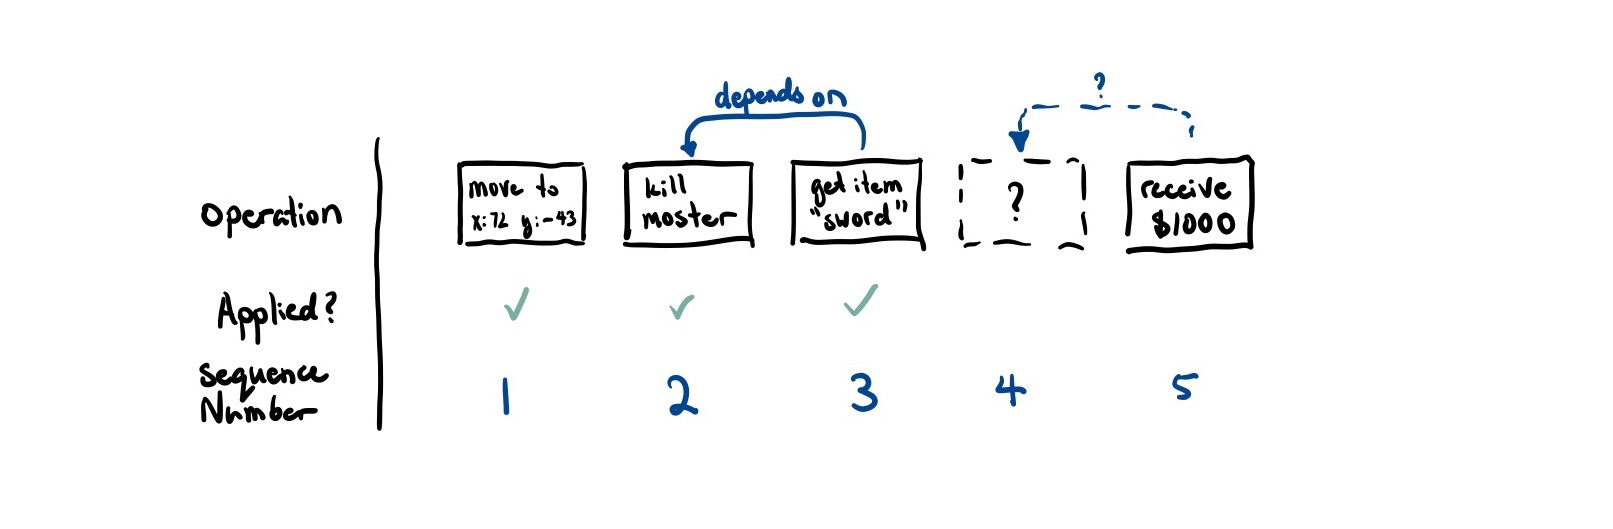 ?
depends on
Operation
move to
x:72 y:-43
kill
moster
get item
"sword"
?
receive
$1000
Applied?
Sequence
Number
1 2 3 4 5